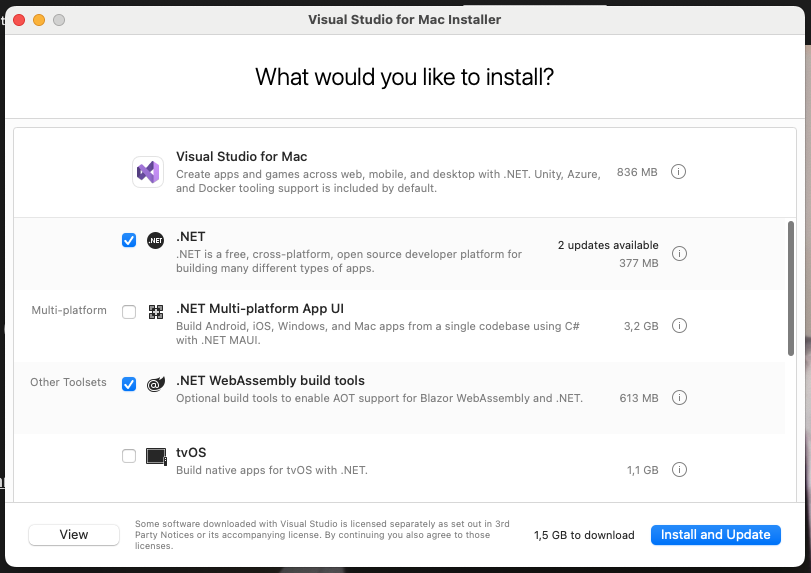 Visual Studio for Mac Installer
What would you like to install?
Visual Studio for Mac
Create apps and games across web, mobile, and desktop with .NET. Unity, Azure,
and Docker tooling support is included by default.
836 MB
.NET
.NET
.NET is a free, cross-platform, open source developer platform for
building many different types of apps.
2 updates available
377 MB
Multi-platform
.NET Multi-platform App UI
Build Android, iOS, Windows, and Mac apps from a single codebase using C#
with .NET MAUI.
3,2 GB
Other Toolsets
.NET WebAssembly build tools
Optional build tools to enable AOT support for Blazor WebAssembly and .NET.
613 MB
tvOS
Build native apps for tvOS with .NET.
1,1 GB
View
Some software downloaded with Visual Studio is licensed separately as set out in 3rd
Party Notices or its accompanying license. By continuing you also agree to those
licenses.
1,5 GB to download
Install and Update